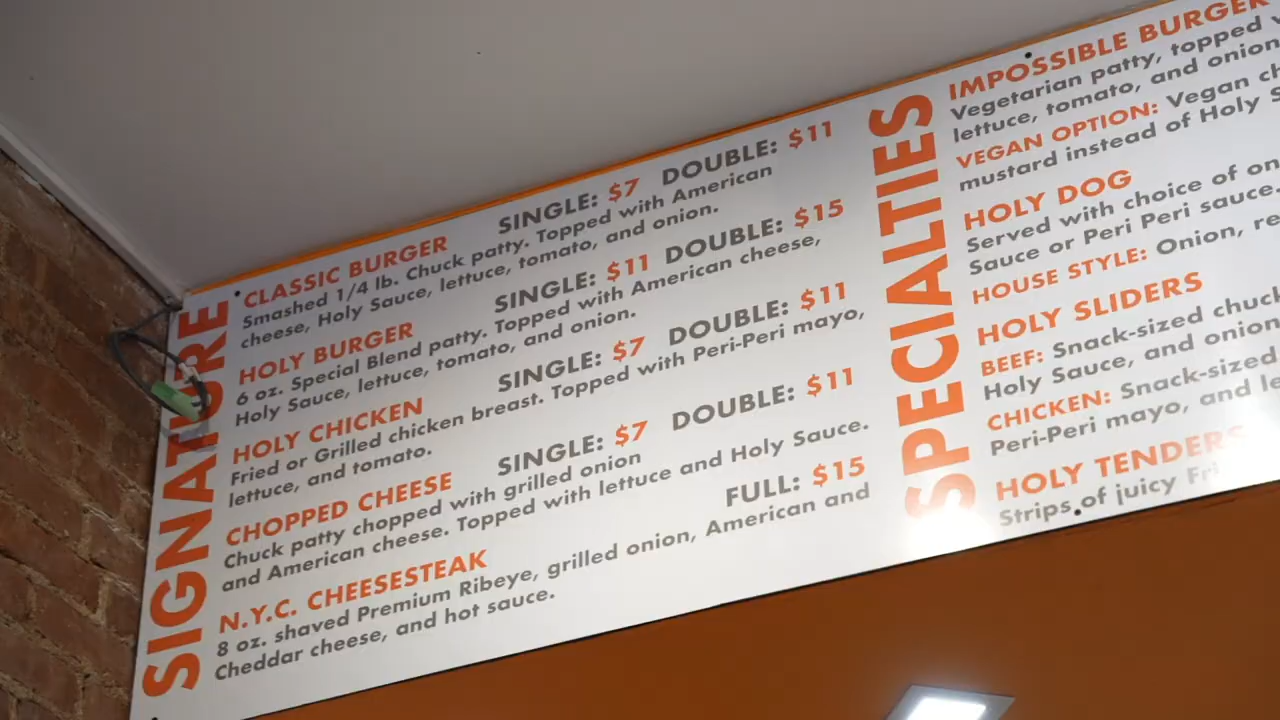 SIGNATURE
CLASSIC BURGER SINGLE: $7 DOUBLE: $11
Smashed 1/4 lb. Chuck patty. Topped with American
cheese, Holy Sauce, lettuce, tomato, and onion.
HOLY BURGER SINGLE: $11 DOUBLE: $15
6 oz. Special Blend patty. Topped with American cheese,
Holy Sauce, lettuce, tomato, and onion.
HOLY CHICKEN SINGLE: $7 DOUBLE: $11
Fried or Grilled chicken breast. Topped with Peri-Peri mayo,
lettuce, and tomato.
CHOPPED CHEESE SINGLE: $7 DOUBLE: $11
Chuck patty chopped with grilled onion
and American cheese. Topped with lettuce and Holy Sauce.
N.Y.C. CHEESESTEAK FULL: $15
8 oz. shaved Premium Ribeye, grilled onion, American and
Cheddar cheese, and hot sauce.
SPECIALTIES
IMPOSSIBLE BURGER
Vegetarian patty, topped
lettuce, tomato, and onion
VEGAN OPTION: Vegan
mustard instead of Holy
HOLY DOG
Served with choice of
Sauce or Peri Peri sauce.
HOUSE STYLE: Onion,
HOLY SLIDERS
BEEF: Snack-sized chuck
Holy Sauce, and onion
CHICKEN: Snack-sized
Peri-Peri mayo, and
HOLY TENDERS
Strips of juicy